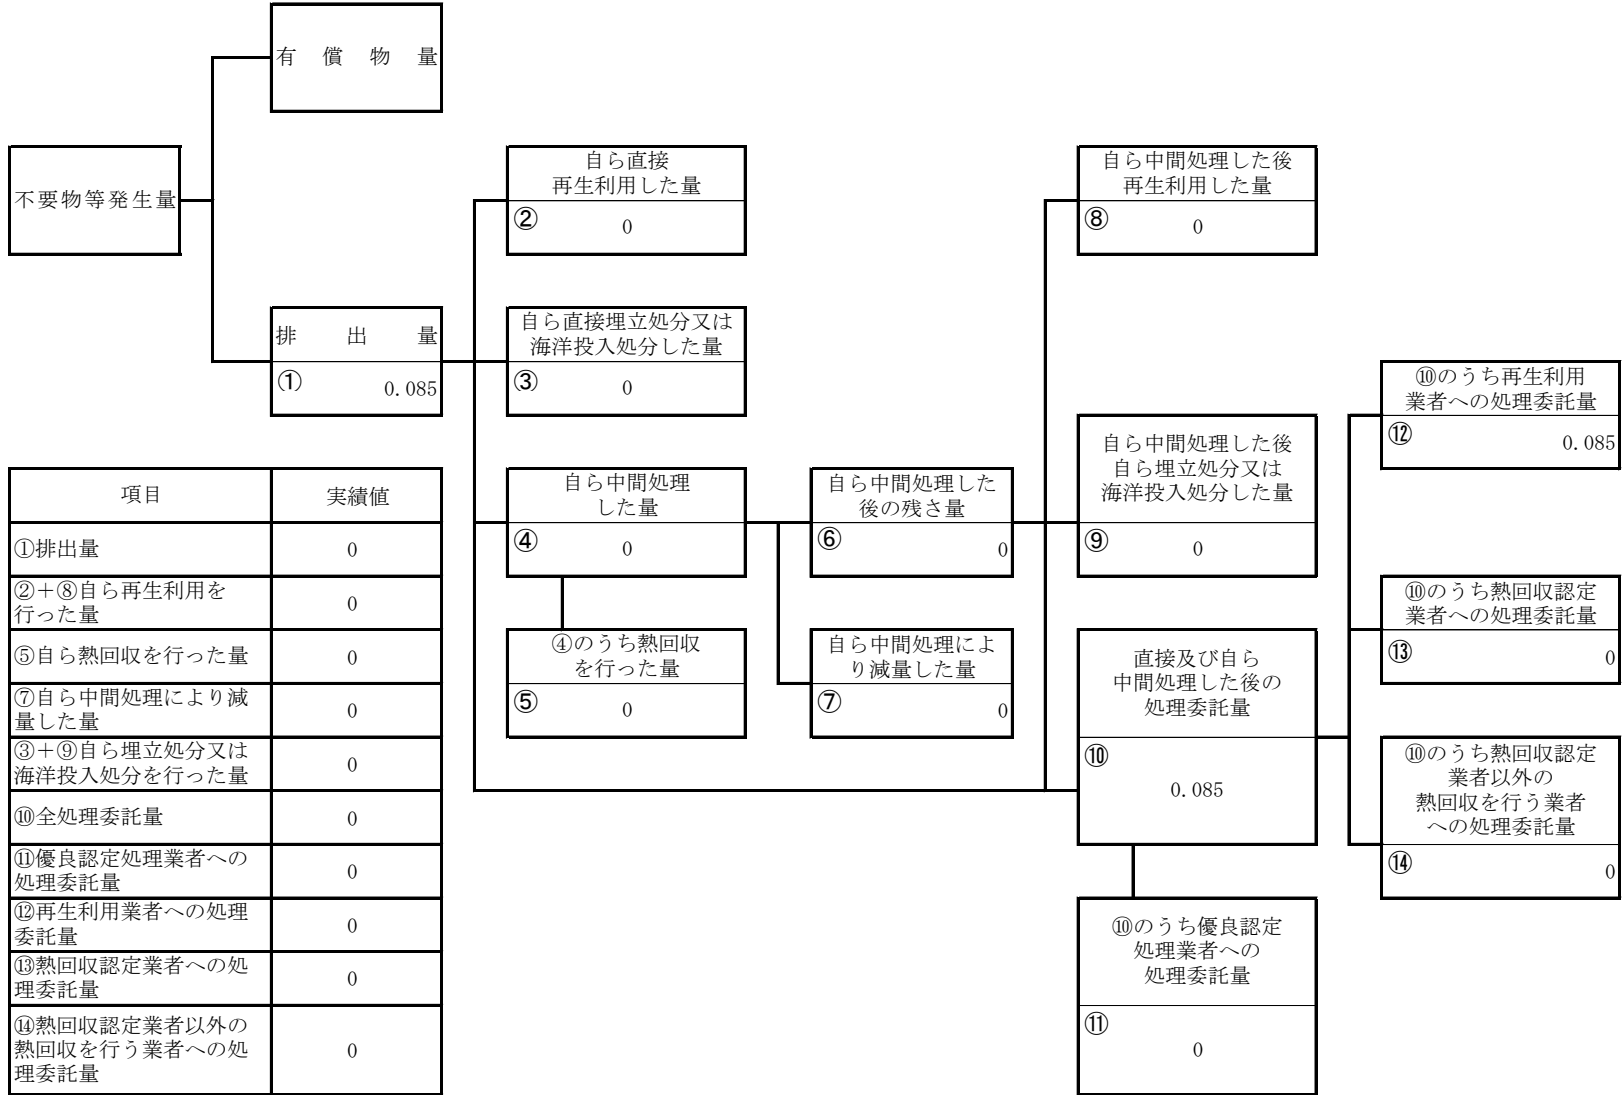 有償物量
不要物等発生量
排出量
① 0.085
自ら直接
再生利用した量
② 0
自ら直接埋立処分又は
海洋投入処分した量
③ 0
自ら中間処理
した量
④ 0
④のうち熱回収
を行った量
⑤ 0
自ら中間処理した
後の残さ量
⑥ 0
自ら中間処理によ
り減量した量
⑦ 0
自ら中間処理した後
再生利用した量
⑧ 0
自ら中間処理した後
自ら埋立処分又は
海洋投入処分した量
⑨ 0
直接及び自ら
中間処理した後の
処理委託量
⑩
0.085
⑩のうち優良認定
処理業者への
処理委託量
⑪
0
⑩のうち再生利用
業者への処理委託量
⑫ 0.085
⑩のうち熱回収認定
業者への処理委託量
⑬ 0
⑩のうち熱回収認定
業者以外の
熱回収を行う業者
への処理委託量
⑭ 0
項目 実績値
①排出量 0
②+⑧自ら再生利用を
行った量 0
⑤自ら熱回収を行った量 0
⑦自ら中間処理により減
量した量 0
③+⑨自ら埋立処分又は
海洋投入処分を行った量 0
⑩全処理委託量 0
⑪優良認定処理業者への
処理委託量 0
⑫再生利用業者への処理
委託量 0
⑬熱回収認定業者への処
理委託量 0
⑭熱回収認定業者以外の
熱回収を行う業者への処 0
理委託量